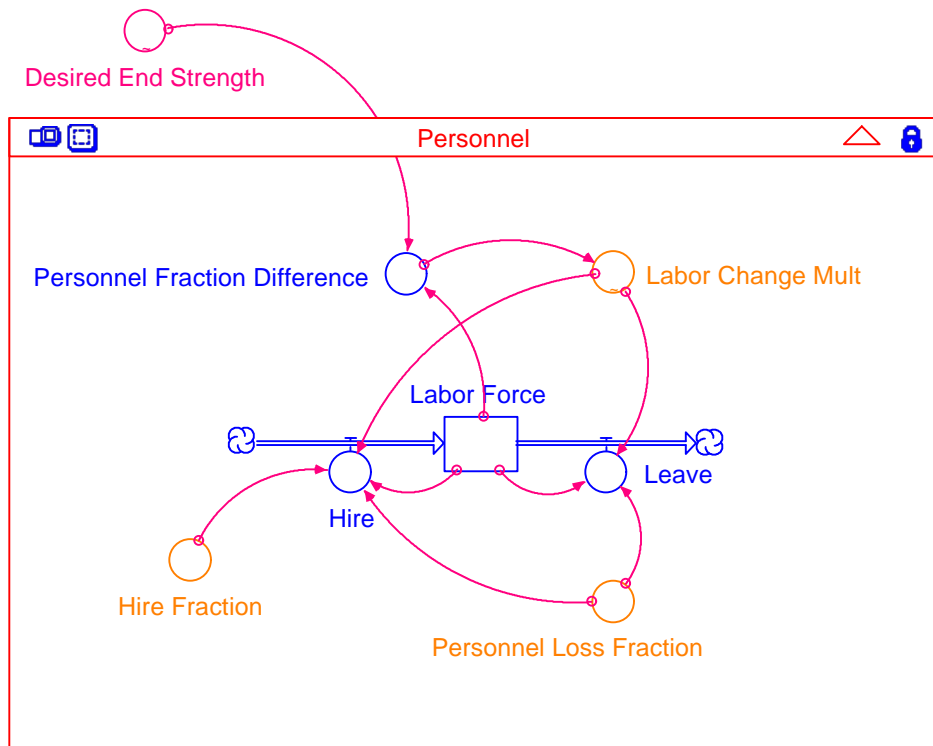 Desired End Strength
Personnel
Personnel Fraction Difference
Labor Change Mult
Labor Force
Leave
Hire
Hire Fraction
Personnel Loss Fraction